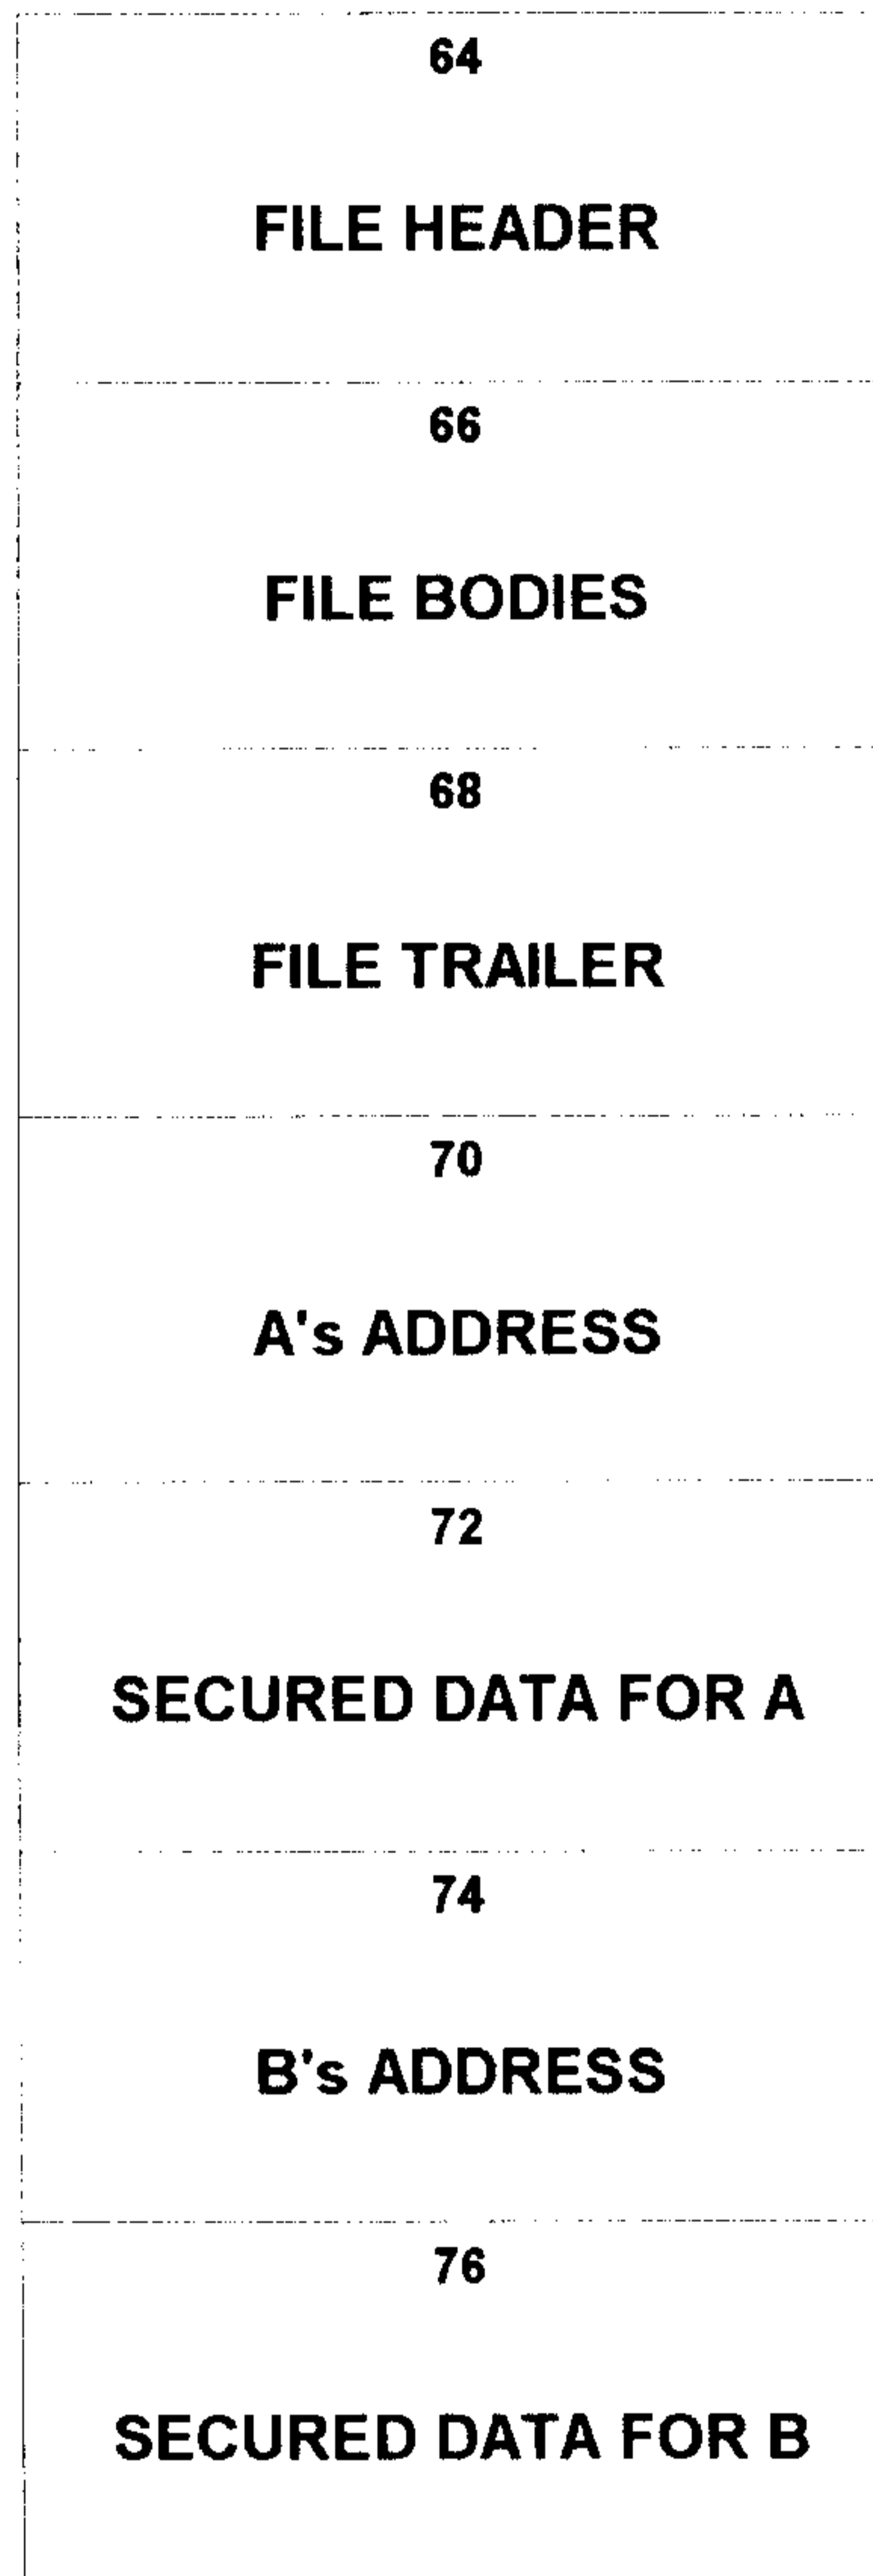 64
FILE HEADER
66
FILE BODIES
68
FILE TRAILER
70
A's ADDRESS
72
SECURED DATA FOR A
74
B's ADDRESS
76
SECURED DATA FOR B